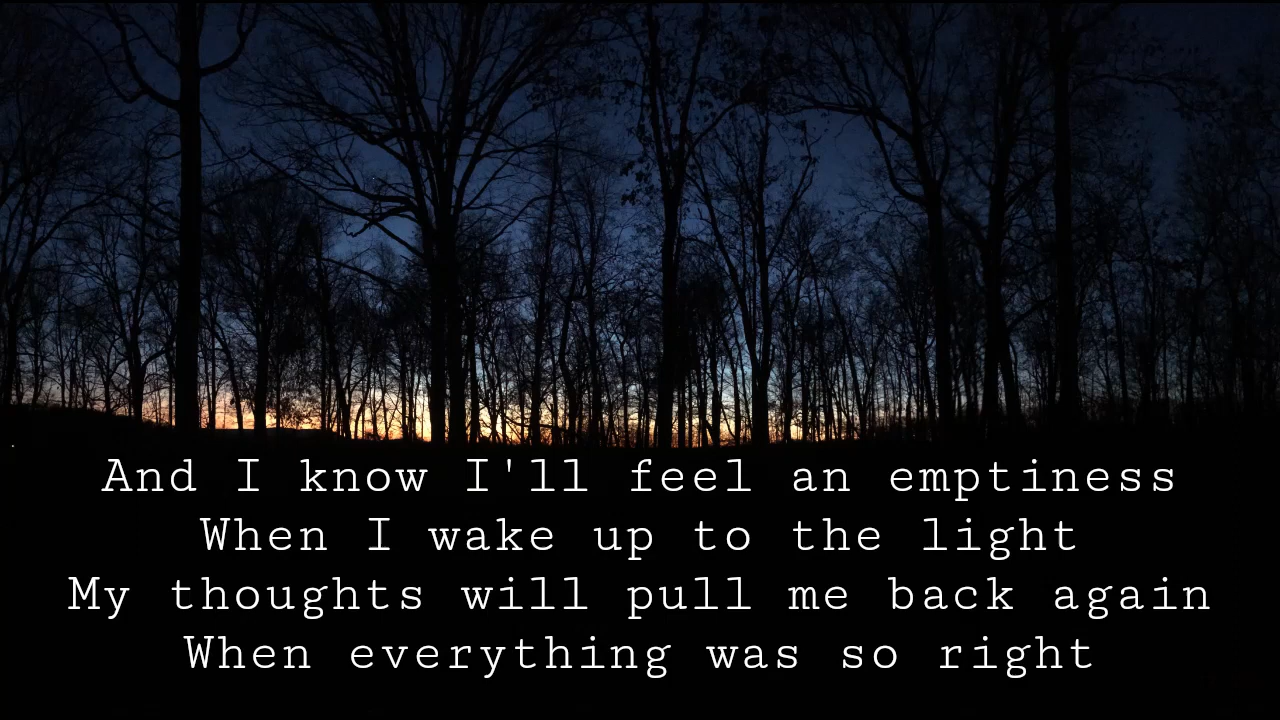 And I know I'll feel an emptiness
When I wake up to the light
My thoughts will pull me back again
When everything was so right